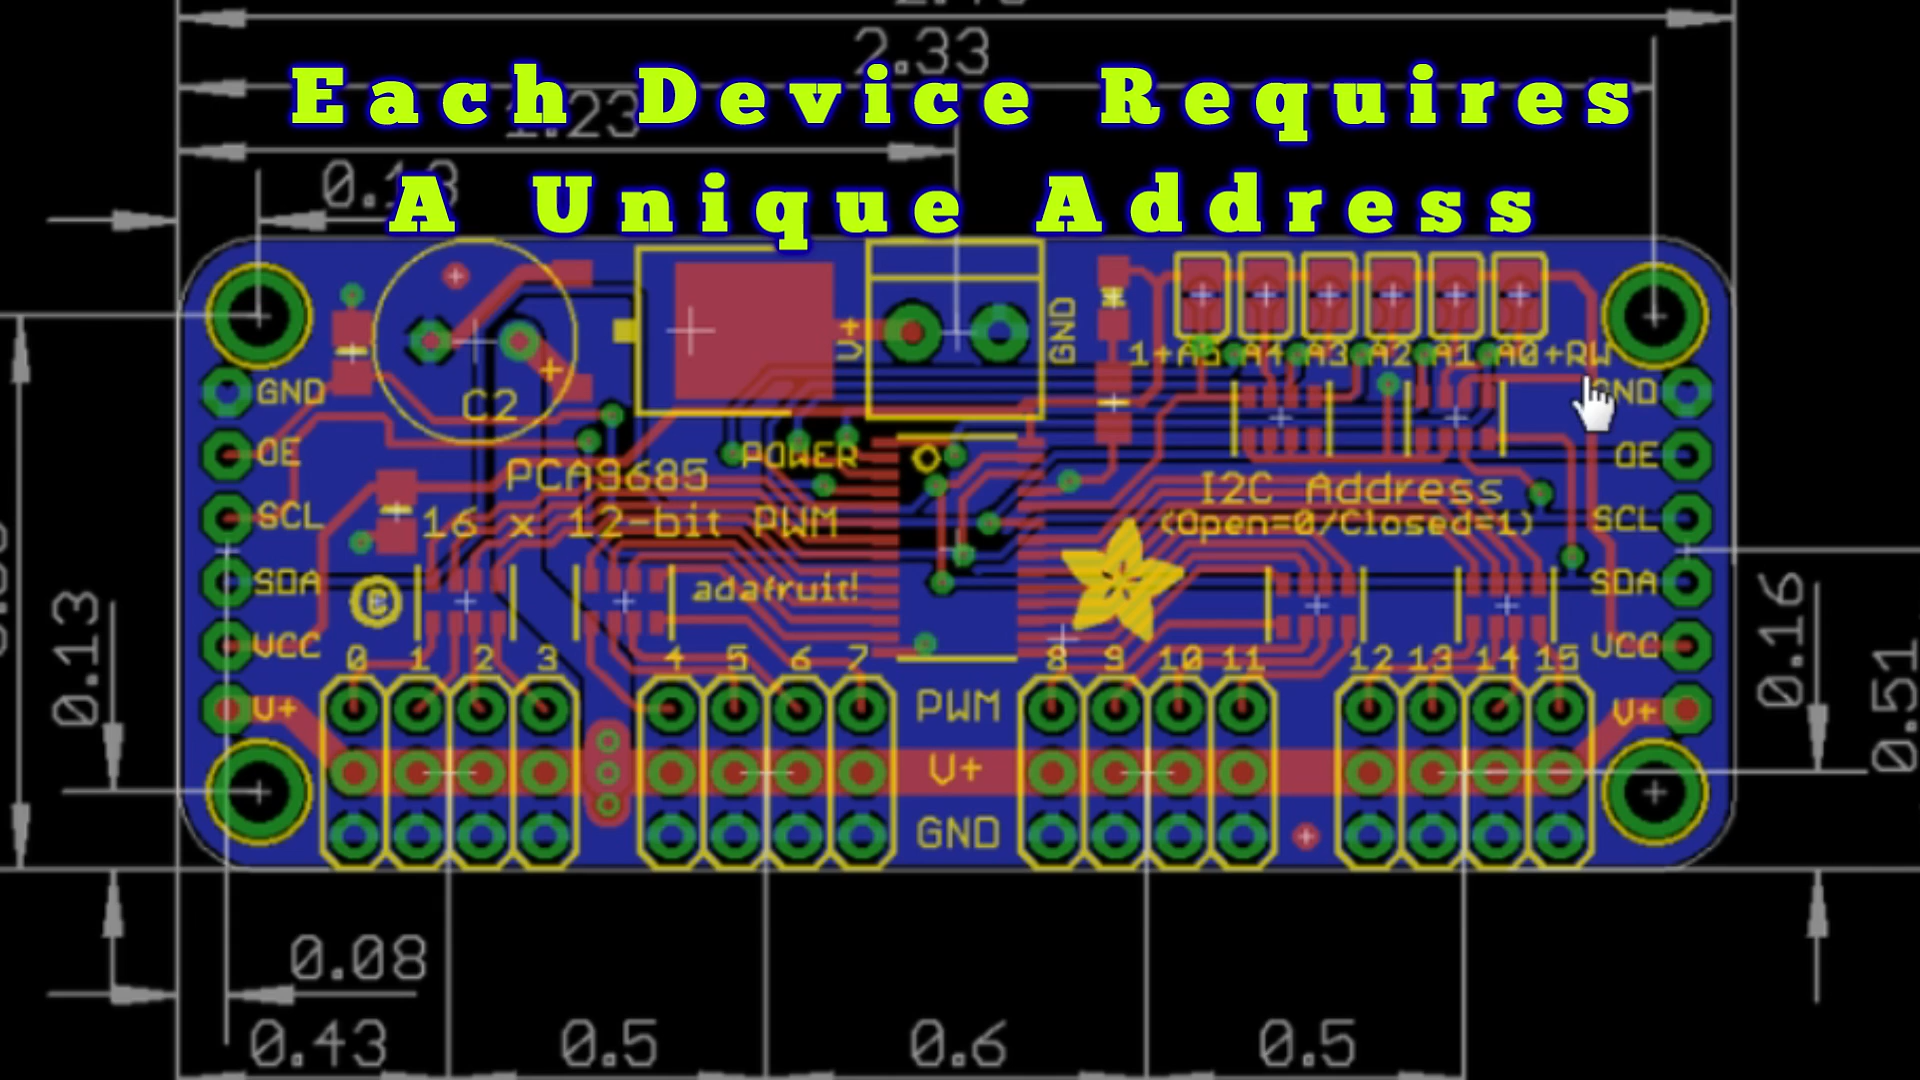 2.33
Each Device Requires
1.23
0.13
A Unique Address
GND
V+
1+A5 A4 A3 A2 A1 A0+RW
GND
C2
GND
OE
POWER
OE
PCA9685
I2C Address
16 x 12-bit PWM
(Open=0/Closed=1)
SCL
SCL
SDA
adafruit!
SDA
VCC
VCC
0 1 2 3 4 5 6 7 8 9 10 11 12 13 14 15
V+
PWM
V+
V+
GND
0.13
0.16
0.51
0.08
0.43 0.5 0.6 0.5